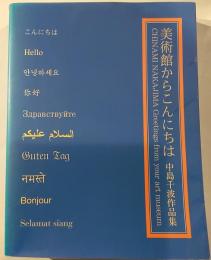 美術館からこんにちは 中島千波作品集
CHINAMI NAKAJIMA Greetings from your art museum
こんにちは
Hello
안녕하세요
你好
Здравствуйте
السلام عليكم
Guten Tag
नमस्ते
Bonjour
Selamat siang